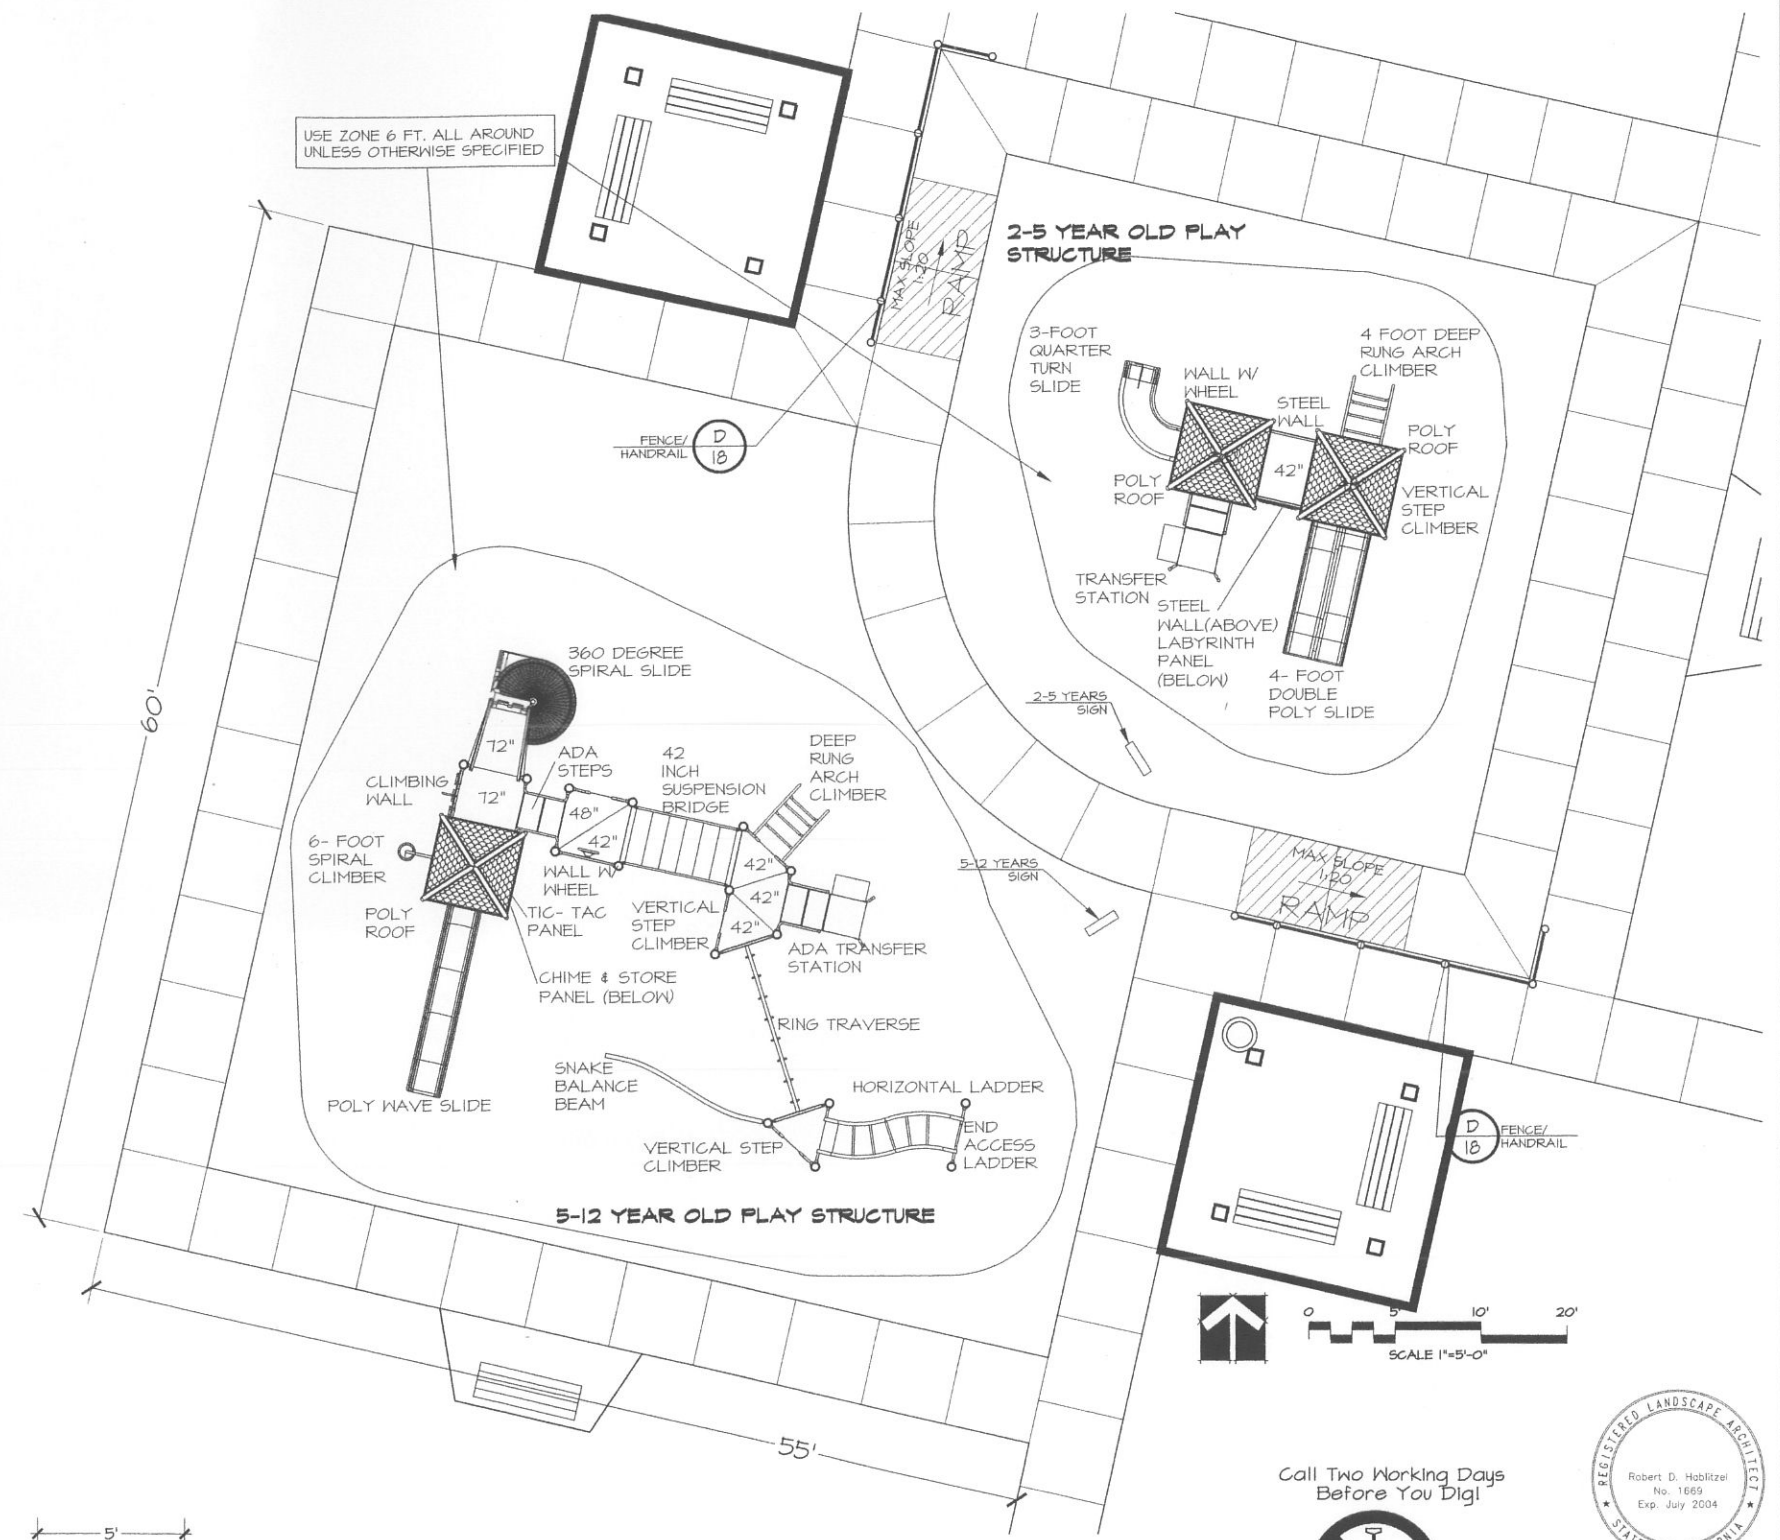 USE ZONE 6 FT. ALL AROUND
UNLESS OTHERWISE SPECIFIED
MAX SLOPE
1:20
RAMP
2-5 YEAR OLD PLAY
STRUCTURE
3-FOOT
QUARTER
TURN
SLIDE
WALL W/
WHEEL
STEEL
WALL
4 FOOT DEEP
RUNG ARCH
CLIMBER
POLY
ROOF
42"
POLY
ROOF
VERTICAL
STEP
CLIMBER
TRANSFER
STATION
STEEL
WALL(ABOVE)
LABYRINTH
PANEL
(BELOW)
4- FOOT
DOUBLE
POLY SLIDE
FENCE/
HANDRAIL
D
18
2-5 YEARS
SIGN
5-12 YEARS
SIGN
60'
360 DEGREE
SPIRAL SLIDE
72"
72"
ADA
STEPS
42
INCH
SUSPENSION
BRIDGE
DEEP
RUNG
ARCH
CLIMBER
CLIMBING
WALL
48"
42"
6- FOOT
SPIRAL
CLIMBER
WALL W/
WHEEL
42"
42"
42"
POLY
ROOF
TIC- TAC
PANEL
VERTICAL
STEP
CLIMBER
ADA TRANSFER
STATION
CHIME & STORE
PANEL (BELOW)
RING TRAVERSE
SNAKE
BALANCE
BEAM
HORIZONTAL LADDER
POLY WAVE SLIDE
VERTICAL STEP
CLIMBER
END
ACCESS
LADDER
5-12 YEAR OLD PLAY STRUCTURE
MAX SLOPE
1:20
RAMP
D
18
FENCE/
HANDRAIL
0 5' 10' 20'
SCALE 1"=5'-0"
55'
5'
Call Two Working Days
Before You Dig!
REGISTERED LANDSCAPE ARCHITECT
Robert D. Hablitzel
No. 1669
Exp. July 2004